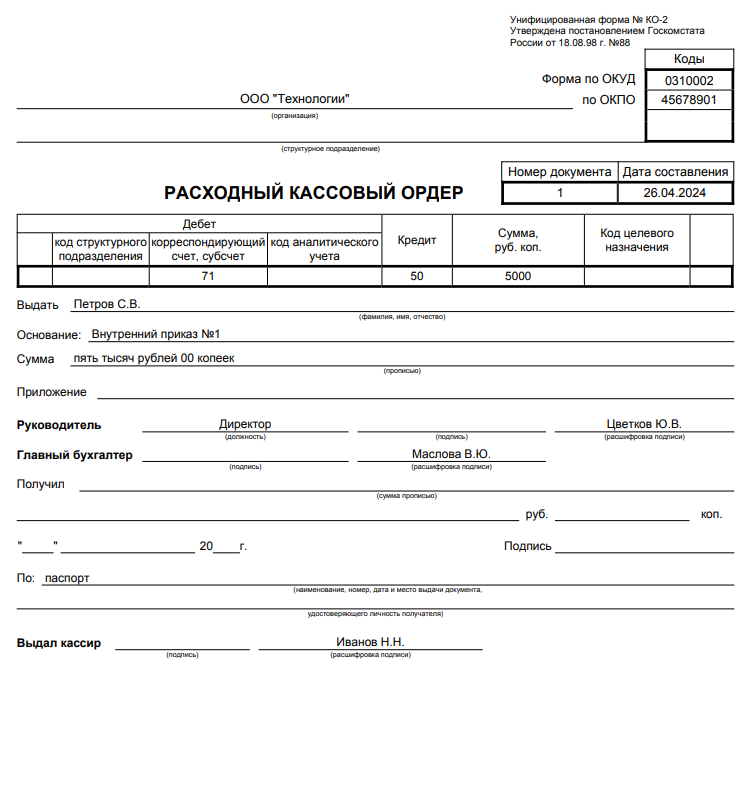 Унифицированная форма № КО-2
Утверждена постановлением Госкомстата
России от 18.08.98 г. №88
Коды
Форма по ОКУД 0310002
ООО "Технологии" по ОКПО 45678901
(организация)
(структурное подразделение)
Номер документа Дата составления
РАСХОДНЫЙ КАССОВЫЙ ОРДЕР 1 26.04.2024
Дебет Кредит Сумма, руб. коп. Код целевого назначения
код структурного подразделения корреспондирующий счет, субсчет код аналитического учета
71 50 5000
Выдать Петров С.В.
(фамилия, имя, отчество)
Основание: Внутренний приказ №1
Сумма пять тысяч рублей 00 копеек
(прописью)
Приложение
Руководитель Директор Цветков Ю.В.
(должность) (подпись) (расшифровка подписи)
Главный бухгалтер Маслова В.Ю.
(подпись) (расшифровка подписи)
Получил
(сумма прописью)
руб. коп.
"____" ____________ 20____г. Подпись
По: паспорт
(наименование, номер, дата и место выдачи документа,
удостоверяющего личность получателя)
Выдал кассир Иванов Н.Н.
(подпись) (расшифровка подписи)